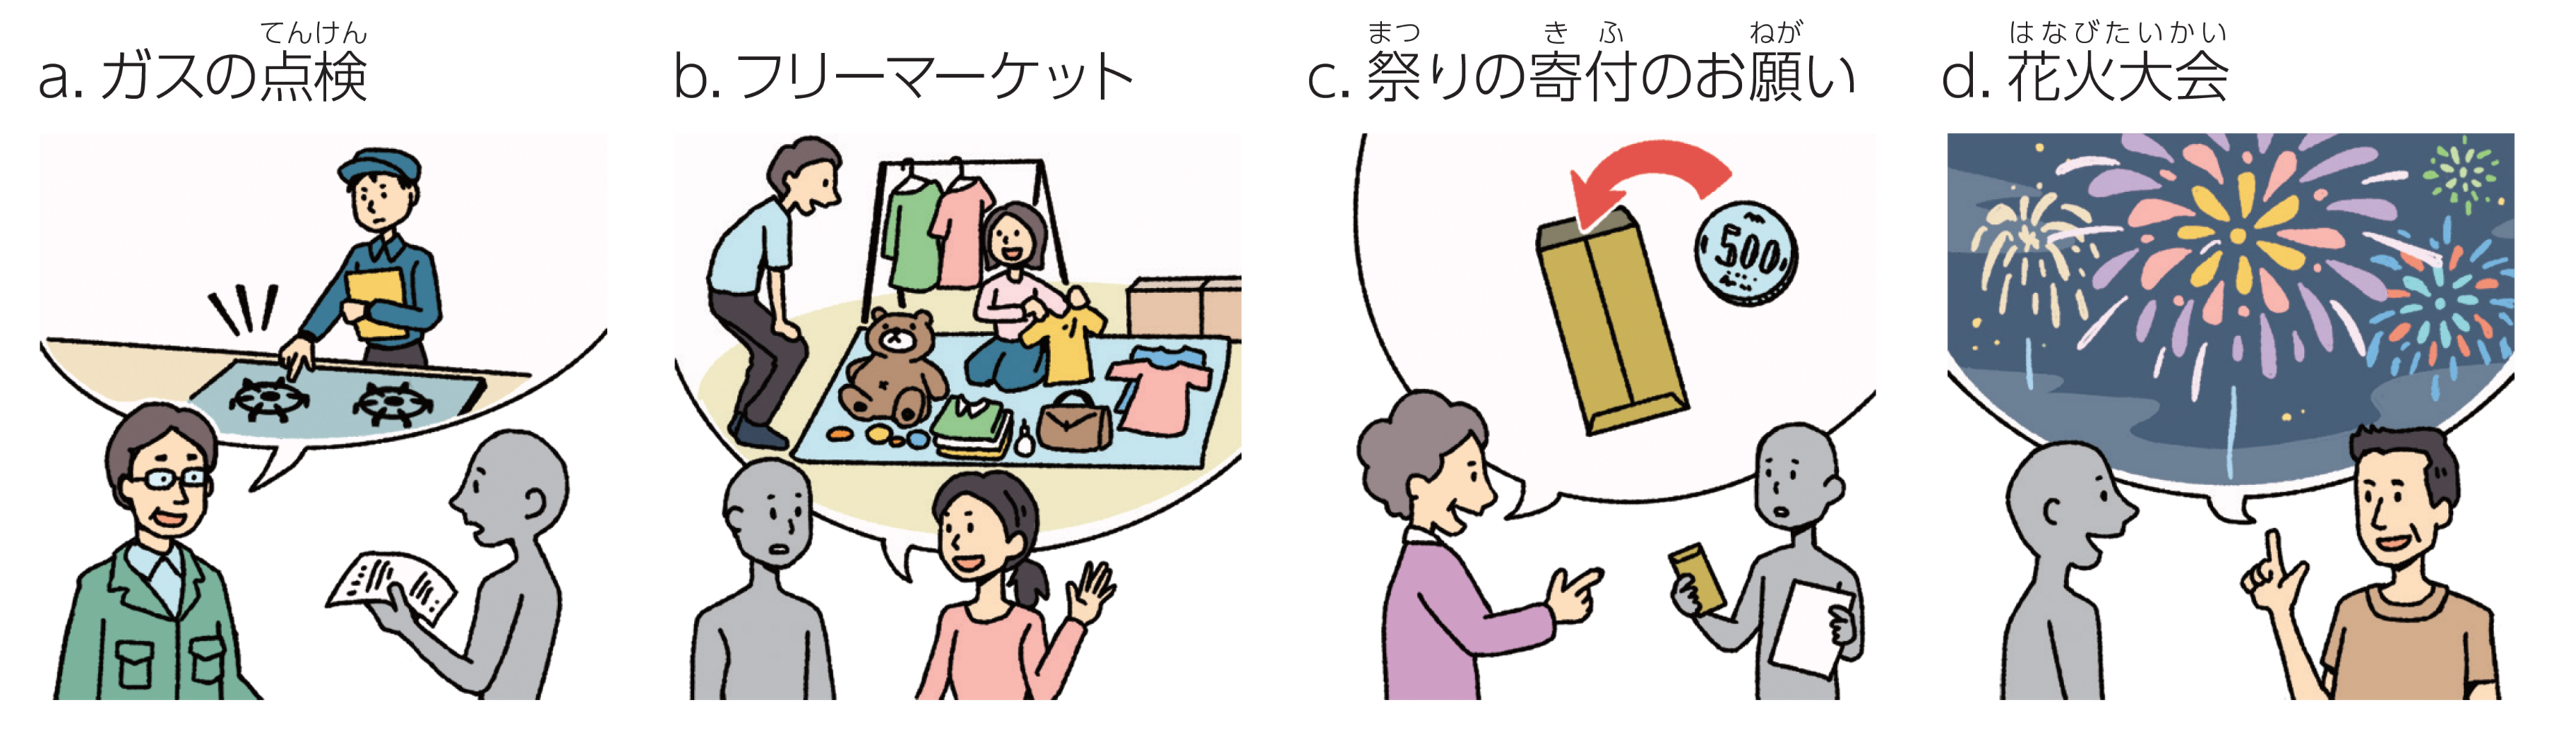 てんけん
a. ガスの点検
b. フリーマーケット
まつ き ふ ねが
c. 祭りの寄付のお願い
はなびたいかい
d. 花火大会
500